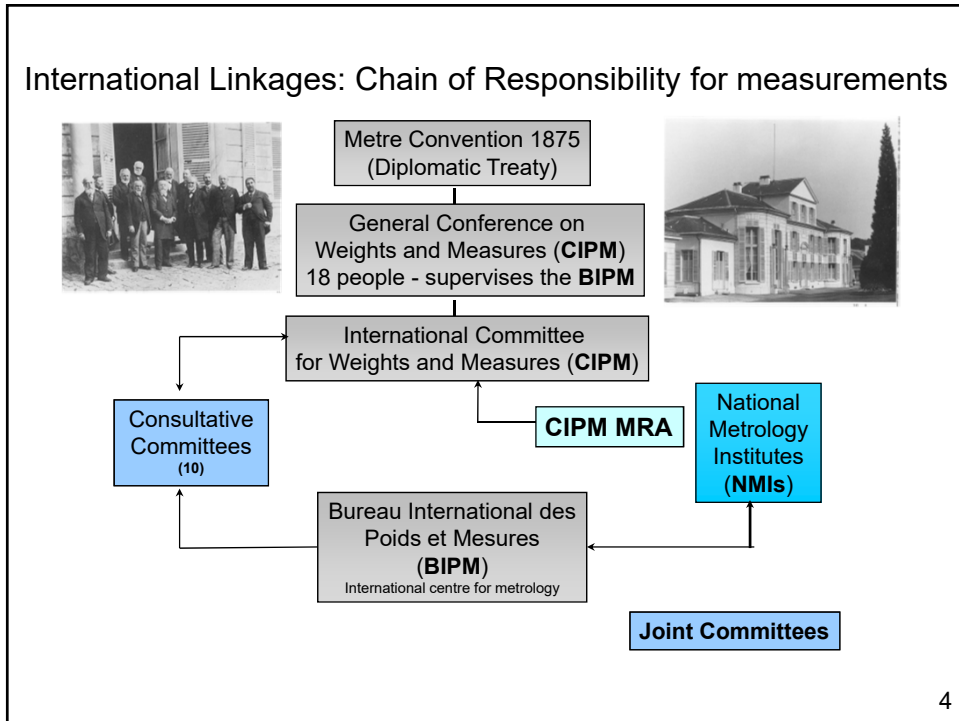 International Linkages: Chain of Responsibility for measurements
Metre Convention 1875
(Diplomatic Treaty)
General Conference on
Weights and Measures (CIPM)
18 people - supervises the BIPM
International Committee
for Weights and Measures (CIPM)
CIPM MRA
National
Metrology
Institutes
(NMIs)
Consultative
Committees
(10)
Bureau International des
Poids et Mesures
(BIPM)
International centre for metrology
Joint Committees
4